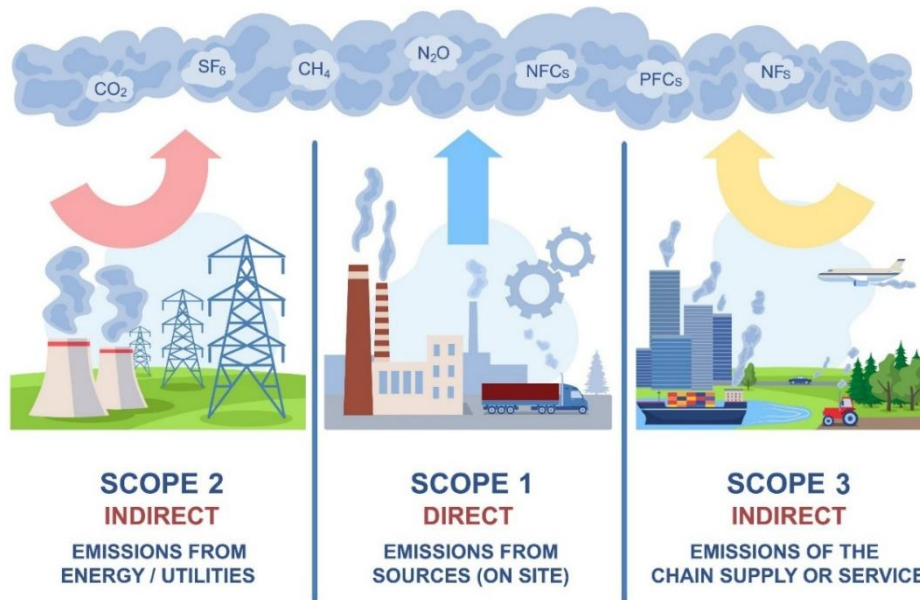 CO₂
SF₆
CH₄
N₂O
NFCs
PFCs
NFs
SCOPE 2
INDIRECT
EMISSIONS FROM
ENERGY / UTILITIES
SCOPE 1
DIRECT
EMISSIONS FROM
SOURCES (ON SITE)
SCOPE 3
INDIRECT
EMISSIONS OF THE
CHAIN SUPPLY OR SERVICE